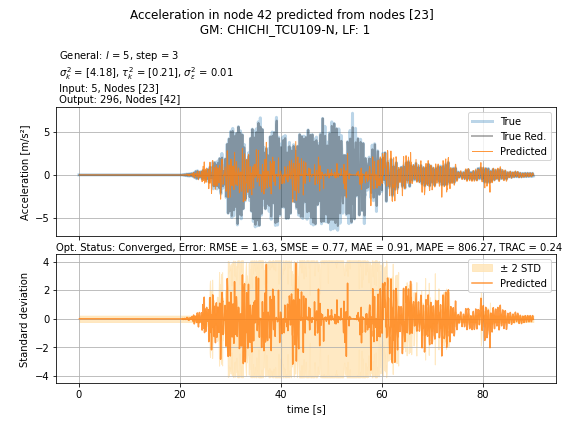 Acceleration in node 42 predicted from nodes [23]
GM: CHICHI_TCU109-N, LF: 1
General: l = 5, step = 3
σ²ₖ = [4.18], τ²ₖ = [0.21], σ²ε = 0.01
Input: 5, Nodes [23]
Output: 296, Nodes [42]
Acceleration [m/s²]
5
0
−5
True
True Red.
Predicted
Opt. Status: Converged, Error: RMSE = 1.63, SMSE = 0.77, MAE = 0.91, MAPE = 806.27, TRAC = 0.24
Standard deviation
4
2
0
−2
−4
± 2 STD
Predicted
0 20 40 60 80
time [s]